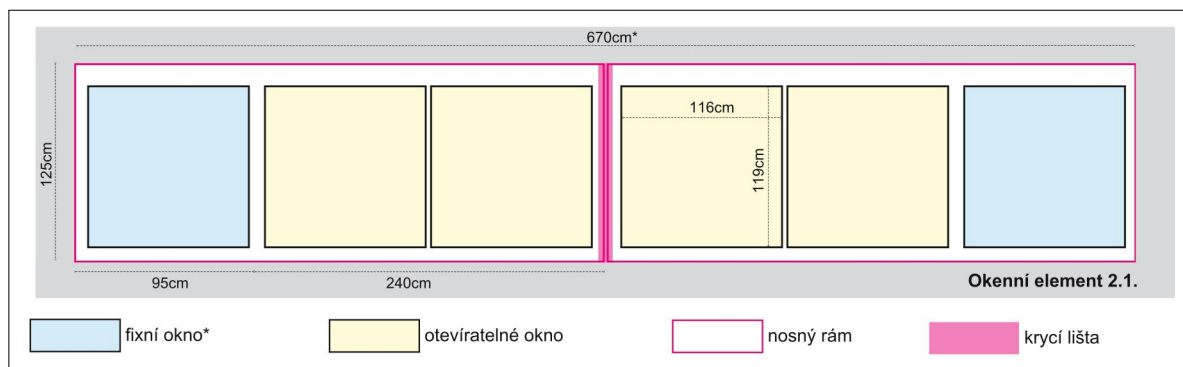 670cm*
125cm
116cm
119cm
95cm
240cm
Okenní element 2.1.
fixní okno*
otevíratelné okno
nosný rám
krycí lišta